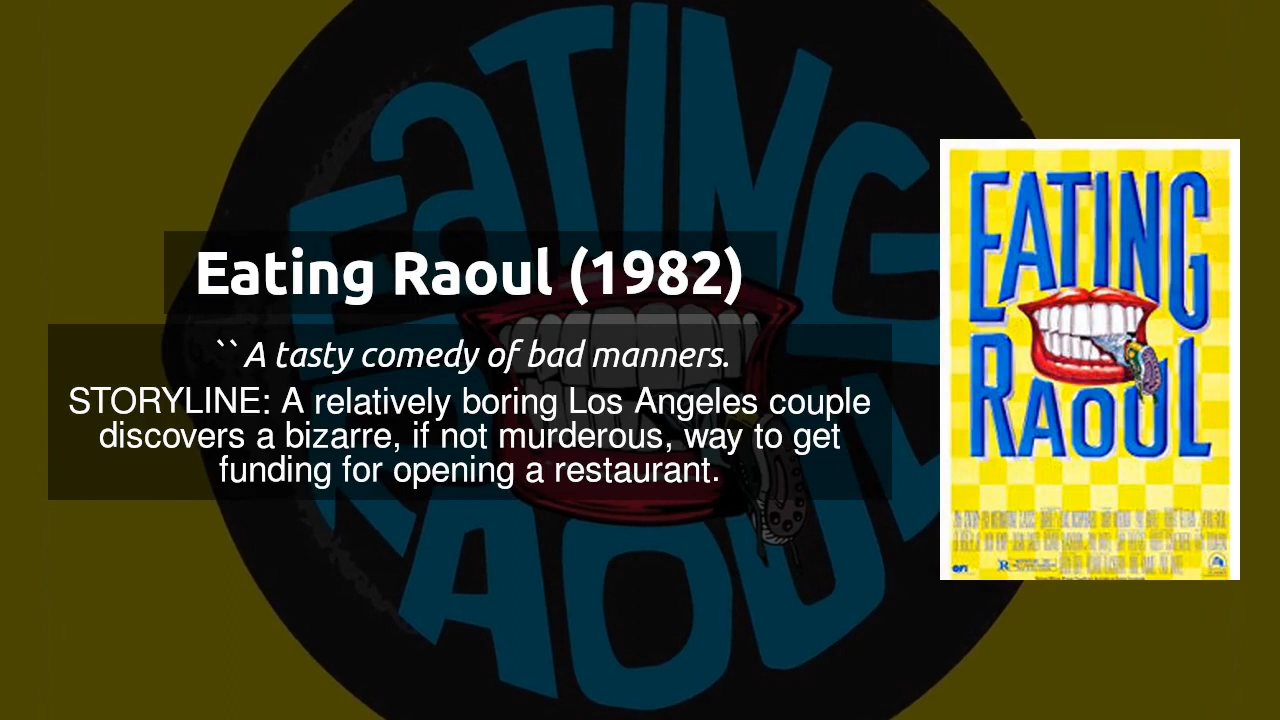 Eating Raoul (1982)
`` A tasty comedy of bad manners.
STORYLINE: A relatively boring Los Angeles couple
discovers a bizarre, if not murderous, way to get
funding for opening a restaurant.
EATING
RAOUL
EATING
RAOUL
R